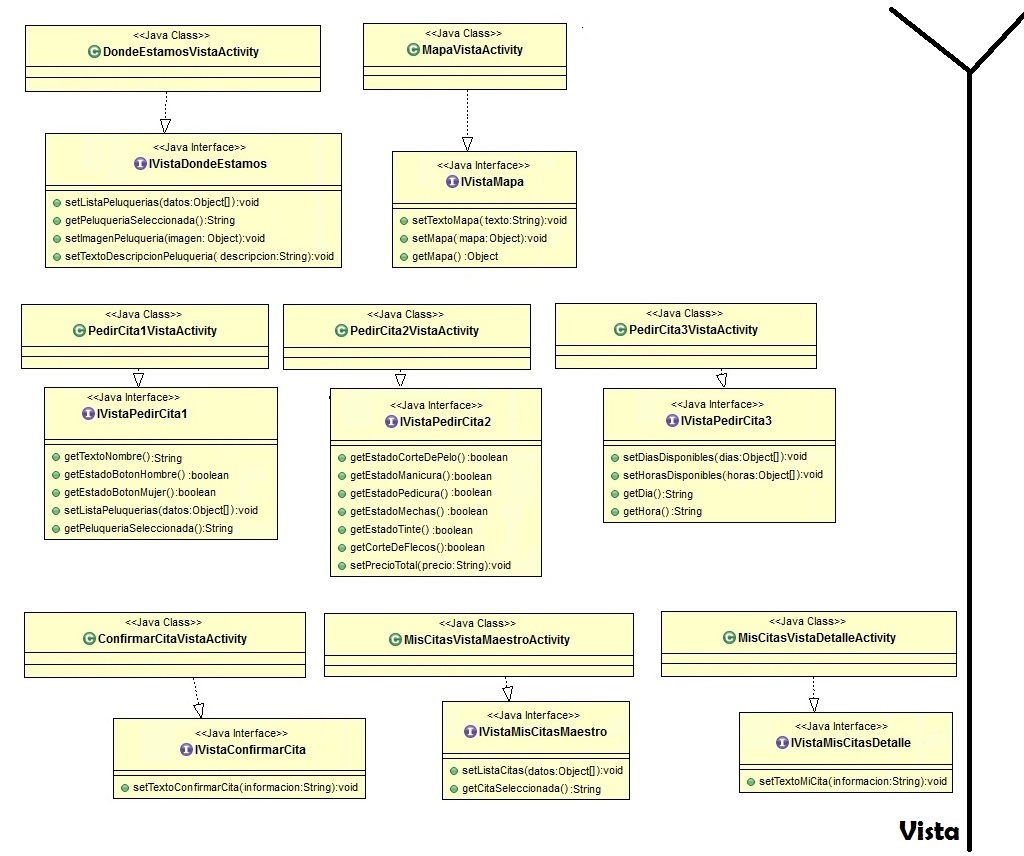 <<Java Class>>
DondeEstamosVistaActivity
<<Java Class>>
MapaVistaActivity
<<Java Interface>>
IVistaDondeEstamos
setListaPeluquerias(datos:Object[]):void
getPeluqueriaSeleccionada():String
setImagenPeluqueria(imagen: Object):void
setTextoDescripcionPeluqueria( descripcion:String):void
<<Java Interface>>
IVistaMapa
setTextoMapa( texto:String):void
setMapa( mapa:Object):void
getMapa() :Object
<<Java Class>>
PedirCita1VistaActivity
<<Java Class>>
PedirCita2VistaActivity
<<Java Class>>
PedirCita3VistaActivity
<<Java Interface>>
IVistaPedirCita1
getTextoNombre():String
getEstadoBotonHombre() :boolean
getEstadoBotonMujer():boolean
setListaPeluquerias(datos:Object[]):void
getPeluqueriaSeleccionada():String
<<Java Interface>>
IVistaPedirCita2
getEstadoCorteDePelo():boolean
getEstadoManicura():boolean
getEstadoPedicura() :boolean
getEstadoMechas() :boolean
getEstadoTinte() :boolean
getCorteDeFlecos():boolean
setPrecioTotal(precio:String):void
<<Java Interface>>
IVistaPedirCita3
setDiasDisponibles(dias:Object[]):void
setHorasDisponibles(horas:Object[]):void
getDia():String
getHora():String
<<Java Class>>
ConfirmarCitaVistaActivity
<<Java Class>>
MisCitasVistaMaestroActivity
<<Java Class>>
MisCitasVistaDetalleActivity
<<Java Interface>>
IVistaConfirmarCita
setTextoConfirmarCita(informacion:String):void
<<Java Interface>>
IVistaMisCitasMaestro
setListaCitas(datos:Object[]):void
getCitaSeleccionada():String
<<Java Interface>>
IVistaMisCitasDetalle
setTextoMiCita(informacion:String):void
Vista